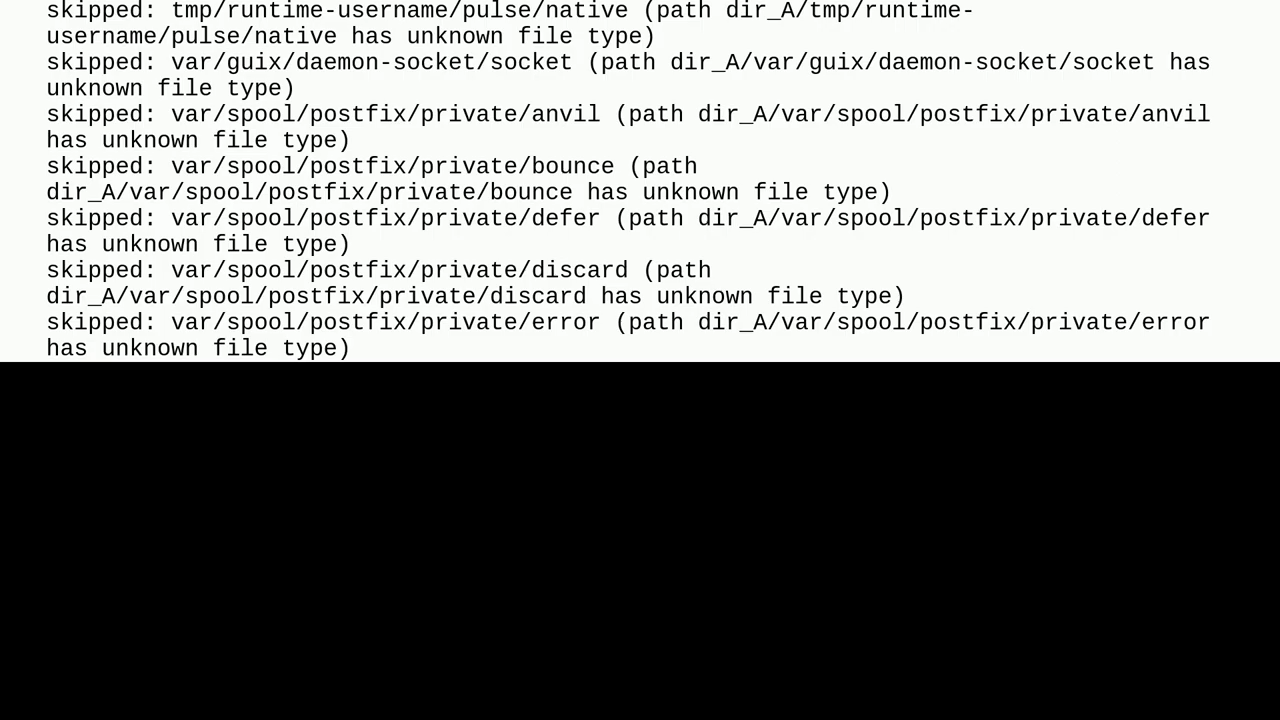 skipped: tmp/runtime-username/pulse/native (path dir_A/tmp/runtime-
username/pulse/native has unknown file type)
skipped: var/guix/daemon-socket/socket (path dir_A/var/guix/daemon-socket/socket has
unknown file type)
skipped: var/spool/postfix/private/anvil (path dir_A/var/spool/postfix/private/anvil
has unknown file type)
skipped: var/spool/postfix/private/bounce (path
dir_A/var/spool/postfix/private/bounce has unknown file type)
skipped: var/spool/postfix/private/defer (path dir_A/var/spool/postfix/private/defer
has unknown file type)
skipped: var/spool/postfix/private/discard (path
dir_A/var/spool/postfix/private/discard has unknown file type)
skipped: var/spool/postfix/private/error (path dir_A/var/spool/postfix/private/error
has unknown file type)